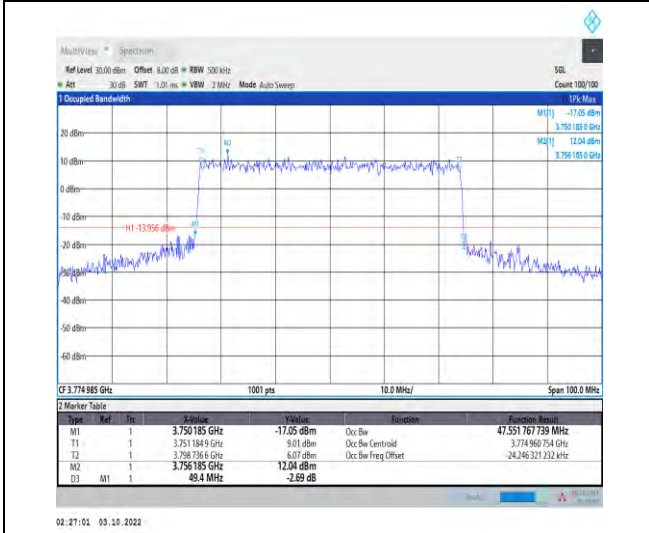 MultiView Spectrum
Ref Level 30.00 dBm Offset 6.00 dB RBW 500 kHz SGL
Att 30 dB SWT 1.01 ms VBW 2 MHz Mode Auto Sweep Count 100/100
1 Occupied Bandwidth 1Pk Max
M1[1] -17.05 dBm
3.750 185 0 GHz
M2[1] 12.04 dBm
3.756 185 0 GHz
20 dBm
M2
10 dBm
0 dBm
-10 dBm
H1 -13.956 dBm
M1
-20 dBm
-30 dBm
-40 dBm
-50 dBm
-60 dBm
CF 3.774 985 GHz 1001 pts 10.0 MHz/ Span 100.0 MHz
2 Marker Table
Type Ref Trc X-Value Y-Value Function Function Result
M1 1 3.750 185 GHz -17.05 dBm Occ Bw 47.551 767 739 MHz
T1 1 3.751 184 9 GHz 9.01 dBm Occ Bw Centroid 3.774 960 754 GHz
T2 1 3.798 736 6 GHz 6.07 dBm Occ Bw Freq Offset -24.246 321 232 kHz
M2 1 3.756 185 GHz 12.04 dBm
D3 M1 1 49.4 MHz -2.69 dB
02:27:01 03.10.2022